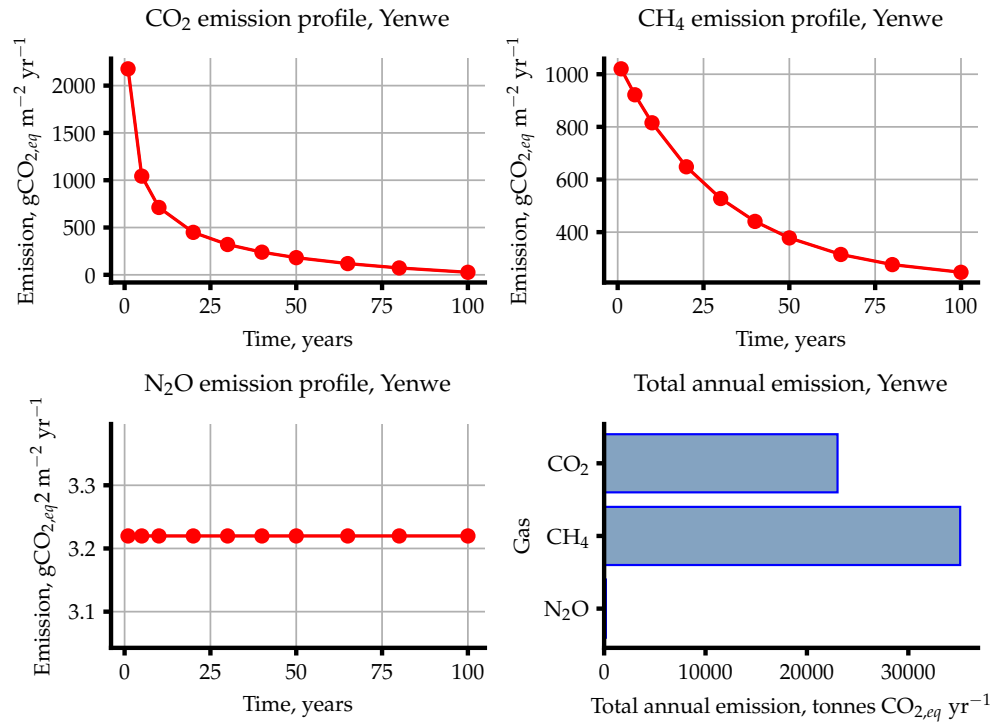 CO₂ emission profile, Yenwe
Emission, gCO₂,eq m⁻² yr⁻¹
2000
1500
1000
500
0
0 25 50 75 100
Time, years
CH₄ emission profile, Yenwe
Emission, gCO₂,eq m⁻² yr⁻¹
1000
800
600
400
0 25 50 75 100
Time, years
N₂O emission profile, Yenwe
Emission, gCO₂,eq2 m⁻² yr⁻¹
3.3
3.2
3.1
0 25 50 75 100
Time, years
Total annual emission, Yenwe
Gas
CO₂
CH₄
N₂O
0 10000 20000 30000
Total annual emission, tonnes CO₂,eq yr⁻¹